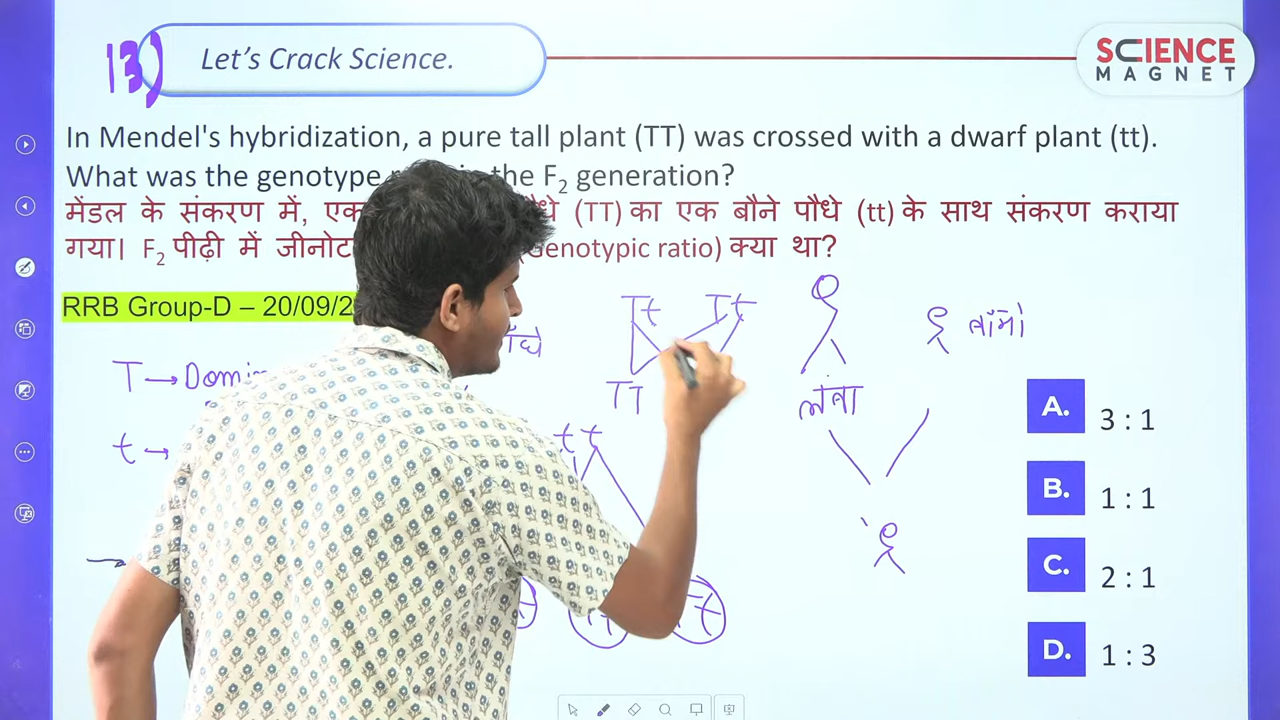 13)
Let's Crack Science.
SCIENCE
MAGNET
In Mendel's hybridization, a pure tall plant (TT) was crossed with a dwarf plant (tt).
What was the genotype the F₂ generation?
मेंडल के संकरण में, एक (TT) का एक बौने पौधे (tt) के साथ संकरण कराया
गया। F₂ पीढ़ी में (Genotypic ratio) क्या था?
RRB Group-D – 20/09/2
Tt Tt
T → Domin
TT
लंबा
t →
tt
A. 3 : 1
B. 1 : 1
C. 2 : 1
D. 1 : 3